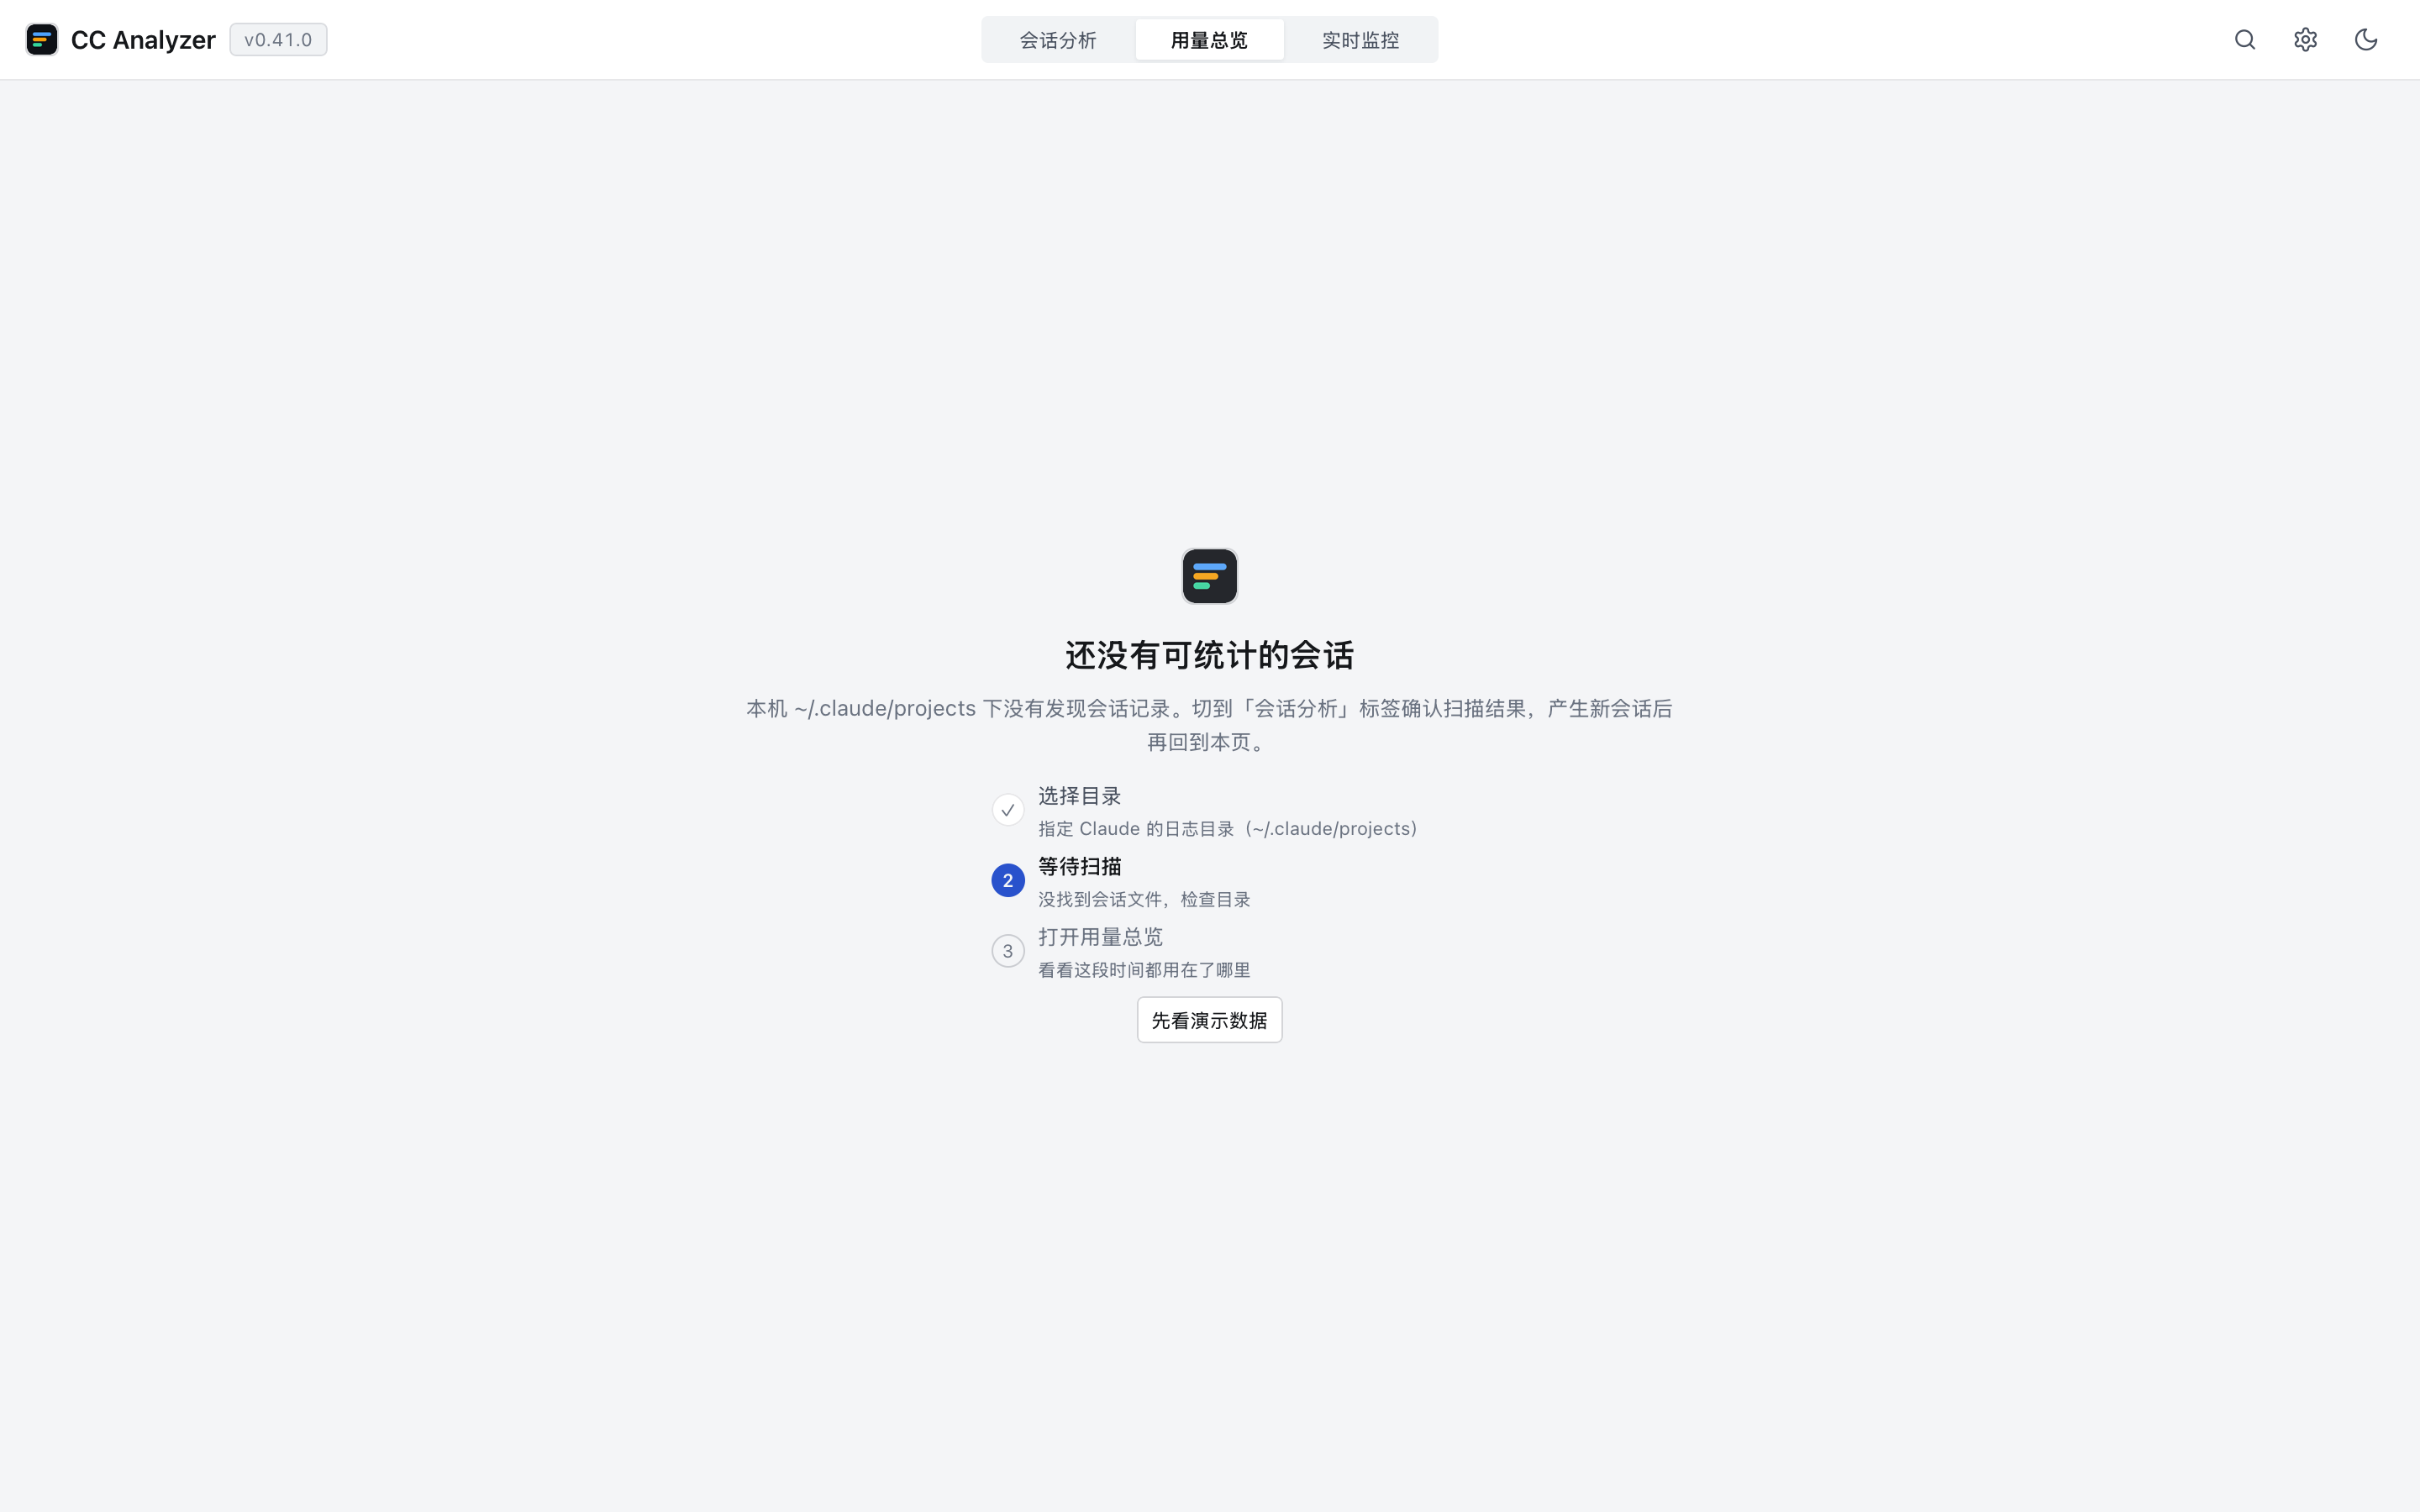 CC Analyzer v0.41.0 会话分析 用量总览 实时监控
还没有可统计的会话
本机 ~/.claude/projects 下没有发现会话记录。切到「会话分析」标签确认扫描结果，产生新会话后
再回到本页。
选择目录
指定 Claude 的日志目录（~/.claude/projects）
2 等待扫描
没找到会话文件，检查目录
3 打开用量总览
看看这段时间都用在了哪里
先看演示数据